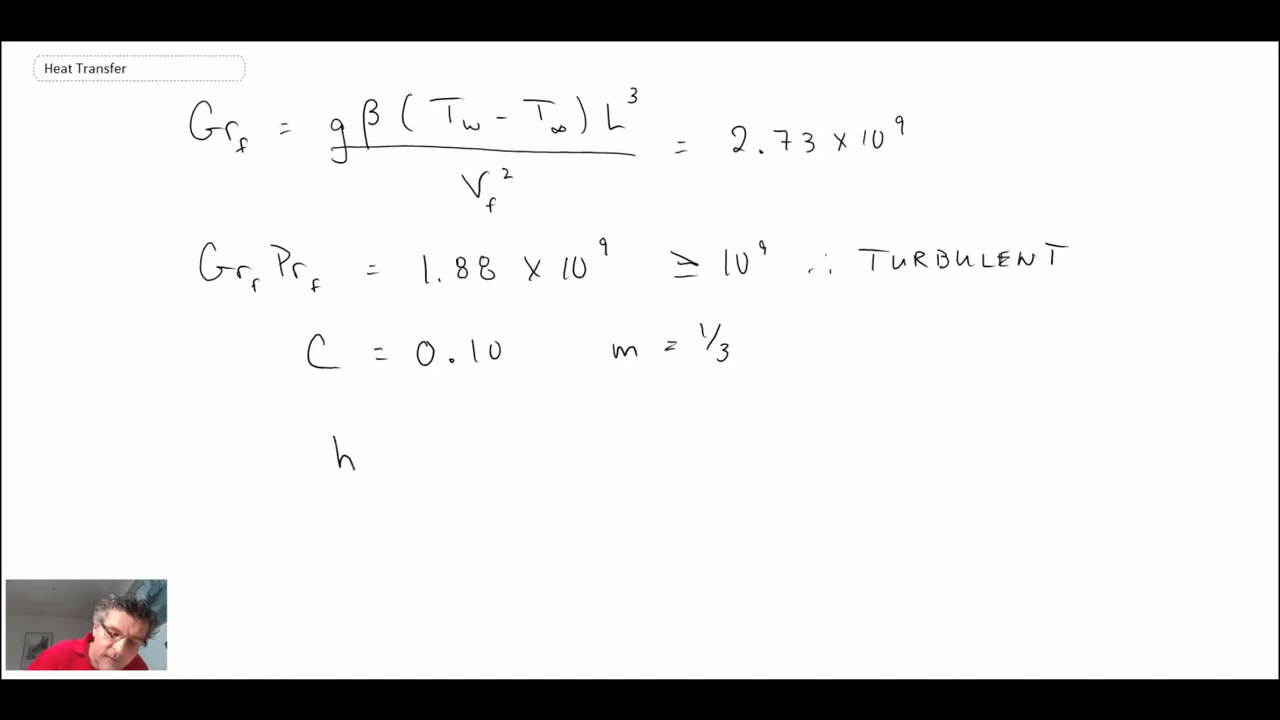 Heat Transfer
Gr_f = gβ(T_w - T_∞)L³ / V_f² = 2.73 × 10⁹
Gr_f Pr_f = 1.88 × 10⁹ ≥ 10⁹ ∴ TURBULENT
C = 0.10 m = 1/3
h